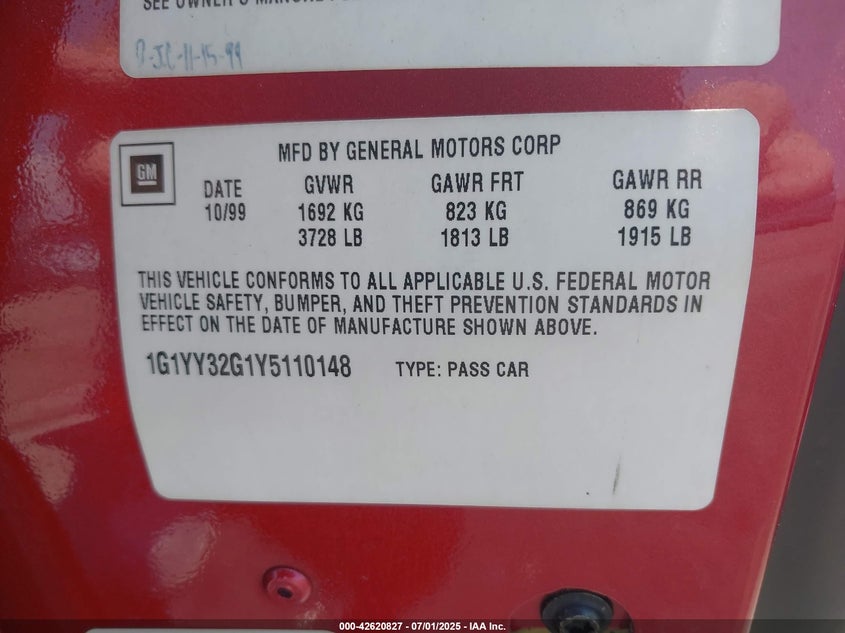 SEE OWNER'S MANUAL
11-15-99
MFD BY GENERAL MOTORS CORP
GM
DATE GVWR GAWR FRT GAWR RR
10/99 1692 KG 823 KG 869 KG
3728 LB 1813 LB 1915 LB
THIS VEHICLE CONFORMS TO ALL APPLICABLE U.S. FEDERAL MOTOR
VEHICLE SAFETY, BUMPER, AND THEFT PREVENTION STANDARDS IN
EFFECT ON THE DATE OF MANUFACTURE SHOWN ABOVE.
1G1YY32G1Y5110148 TYPE: PASS CAR
000-42620827 - 07/01/2025 - IAA Inc.